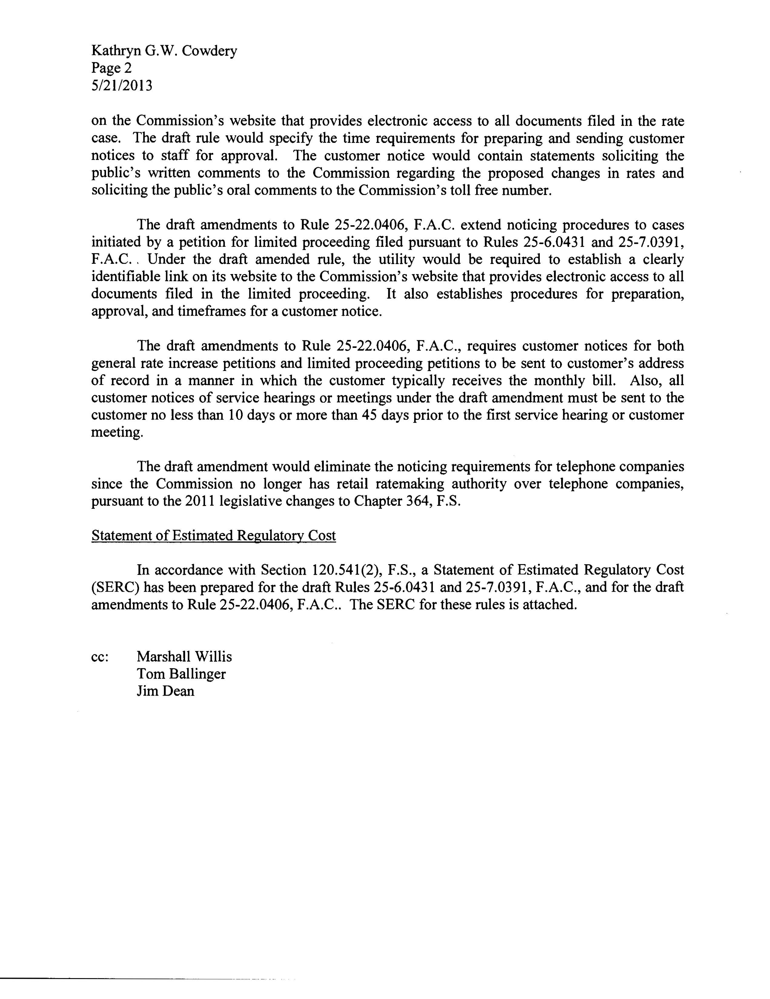 Kathryn G.W. Cowdery
Page 2
5/21/2013
on the Commission's website that provides electronic access to all documents filed in the rate
case. The draft rule would specify the time requirements for preparing and sending customer
notices to staff for approval. The customer notice would contain statements soliciting the
public's written comments to the Commission regarding the proposed changes in rates and
soliciting the public's oral comments to the Commission's toll free number.
The draft amendments to Rule 25-22.0406, F.A.C. extend noticing procedures to cases
initiated by a petition for limited proceeding filed pursuant to Rules 25-6.0431 and 25-7.0391,
F.A.C. . Under the draft amended rule, the utility would be required to establish a clearly
identifiable link on its website to the Commission's website that provides electronic access to all
documents filed in the limited proceeding. It also establishes procedures for preparation,
approval, and timeframes for a customer notice.
The draft amendments to Rule 25-22.0406, F.A.C., requires customer notices for both
general rate increase petitions and limited proceeding petitions to be sent to customer's address
of record in a manner in which the customer typically receives the monthly bill. Also, all
customer notices of service hearings or meetings under the draft amendment must be sent to the
customer no less than 10 days or more than 45 days prior to the first service hearing or customer
meeting.
The draft amendment would eliminate the noticing requirements for telephone companies
since the Commission no longer has retail ratemaking authority over telephone companies,
pursuant to the 2011 legislative changes to Chapter 364, F.S.
Statement of Estimated Regulatory Cost
In accordance with Section 120.541(2), F.S., a Statement of Estimated Regulatory Cost
(SERC) has been prepared for the draft Rules 25-6.0431 and 25-7.0391, F.A.C., and for the draft
amendments to Rule 25-22.0406, F.A.C.. The SERC for these rules is attached.
cc: Marshall Willis
Tom Ballinger
Jim Dean